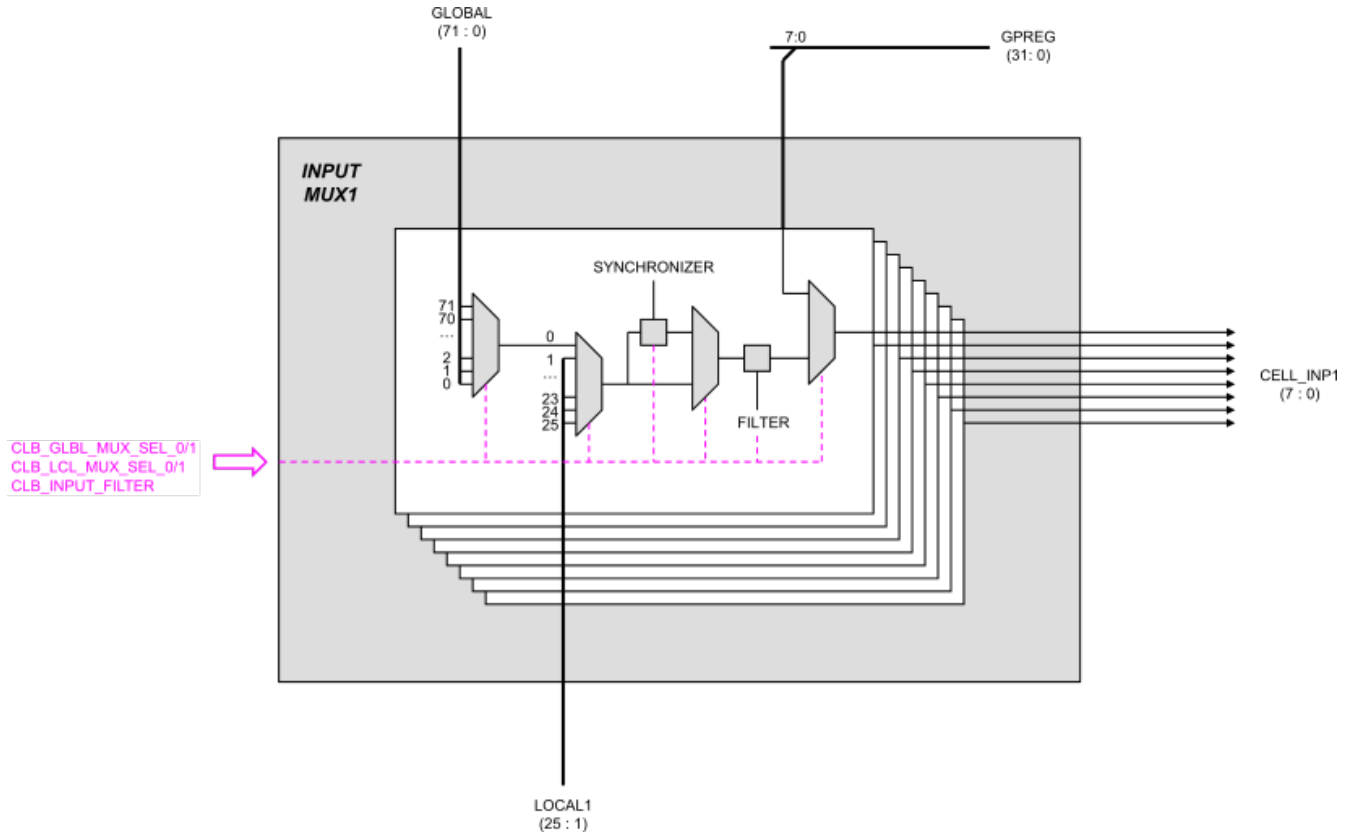 GLOBAL
(71 : 0)
7:0
GPREG
(31: 0)
INPUT
MUX1
SYNCHRONIZER
71
70
...
2
1
0
0
1
...
23
24
25
FILTER
CELL_INP1
(7 : 0)
CLB_GLBL_MUX_SEL_0/1
CLB_LCL_MUX_SEL_0/1
CLB_INPUT_FILTER
LOCAL1
(25 : 1)